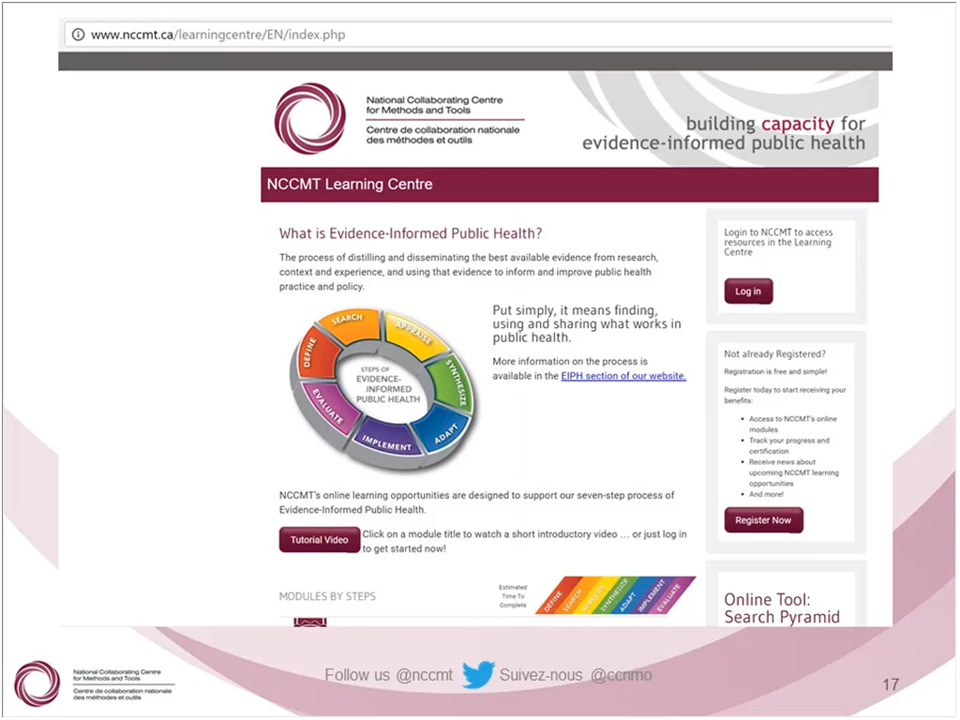 www.nccmt.ca/learningcentre/EN/index.php
National Collaborating Centre
for Methods and Tools
Centre de collaboration nationale
des méthodes et outils
building capacity for
evidence-informed public health
NCCMT Learning Centre
What is Evidence-Informed Public Health?
The process of distilling and disseminating the best available evidence from research,
context and experience, and using that evidence to inform and improve public health
practice and policy.
DEFINE
SEARCH
APPRAISE
SYNTHESIZE
ADAPT
IMPLEMENT
EVALUATE
STEPS OF
EVIDENCE-
INFORMED
PUBLIC HEALTH
Put simply, it means finding,
using and sharing what works in
public health.
More information on the process is
available in the EIPH section of our website.
NCCMT's online learning opportunities are designed to support our seven-step process of
Evidence-Informed Public Health.
Tutorial Video
Click on a module title to watch a short introductory video ... or just log in
to get started now!
MODULES BY STEPS
Estimated
Time To
Complete
DEFINE
SEARCH
APPRAISE
SYNTHESIZE
ADAPT
IMPLEMENT
EVALUATE
Login to NCCMT to access
resources in the Learning
Centre
Log in
Not already Registered?
Registration is free and simple!
Register today to start receiving your
benefits:
• Access to NCCMT's online
modules
• Track your progress and
certification
• Receive news about
upcoming NCCMT learning
opportunities
• And more!
Register Now
Online Tool:
Search Pyramid
National Collaborating Centre
for Methods and Tools
Centre de collaboration nationale
des méthodes et outils
Follow us @nccmt Suivez-nous @ccnmo
17